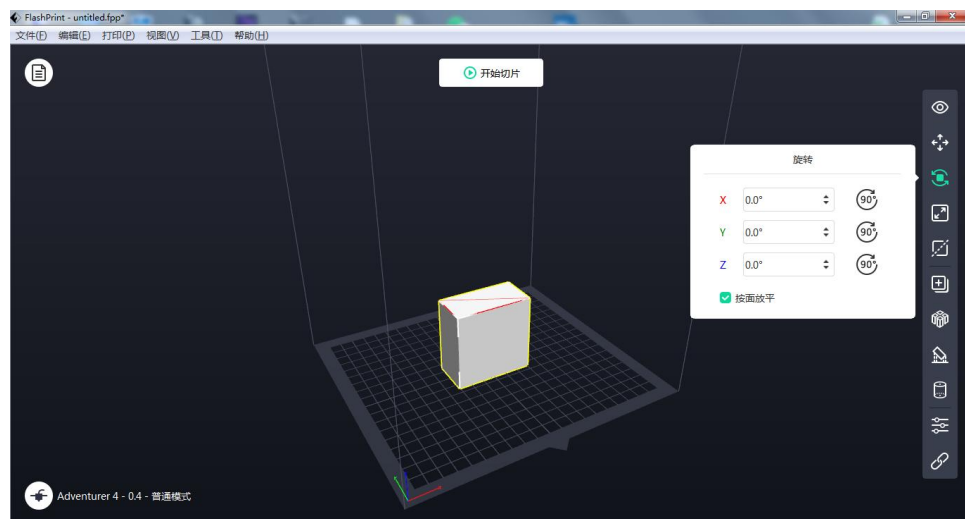 FlashPrint - untitled.fpp*
文件(F) 编辑(E) 打印(P) 视图(V) 工具(T) 帮助(H)
开始切片
旋转
X 0.0° 90°
Y 0.0° 90°
Z 0.0° 90°
按面放平
Adventurer 4 - 0.4 - 普通模式